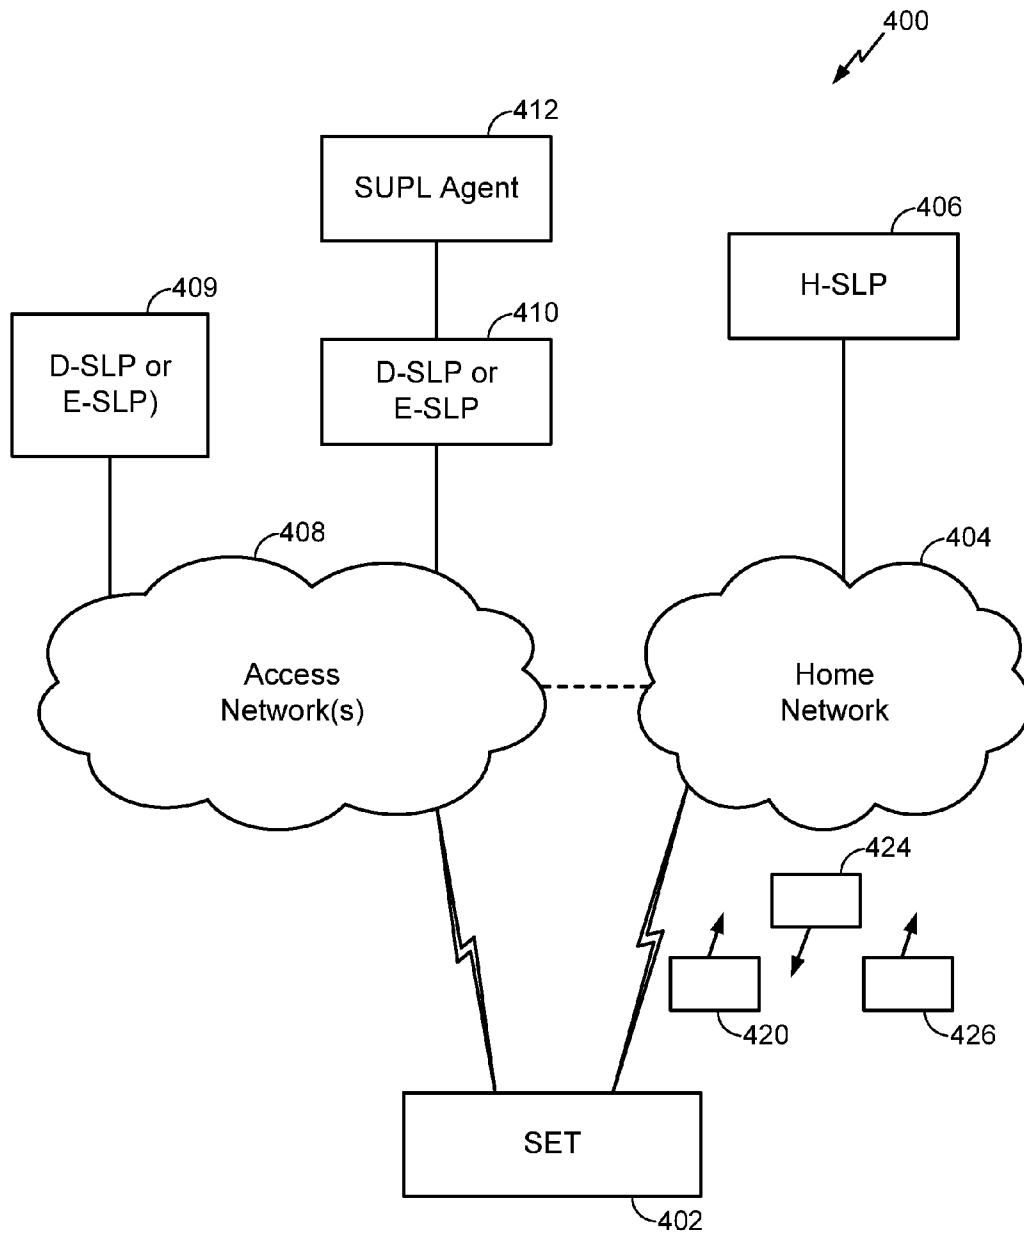 400
412
SUPL Agent
406
H-SLP
409
D-SLP or
E-SLP)
410
D-SLP or
E-SLP
408
Access
Network(s)
404
Home
Network
424
420
426
SET
402